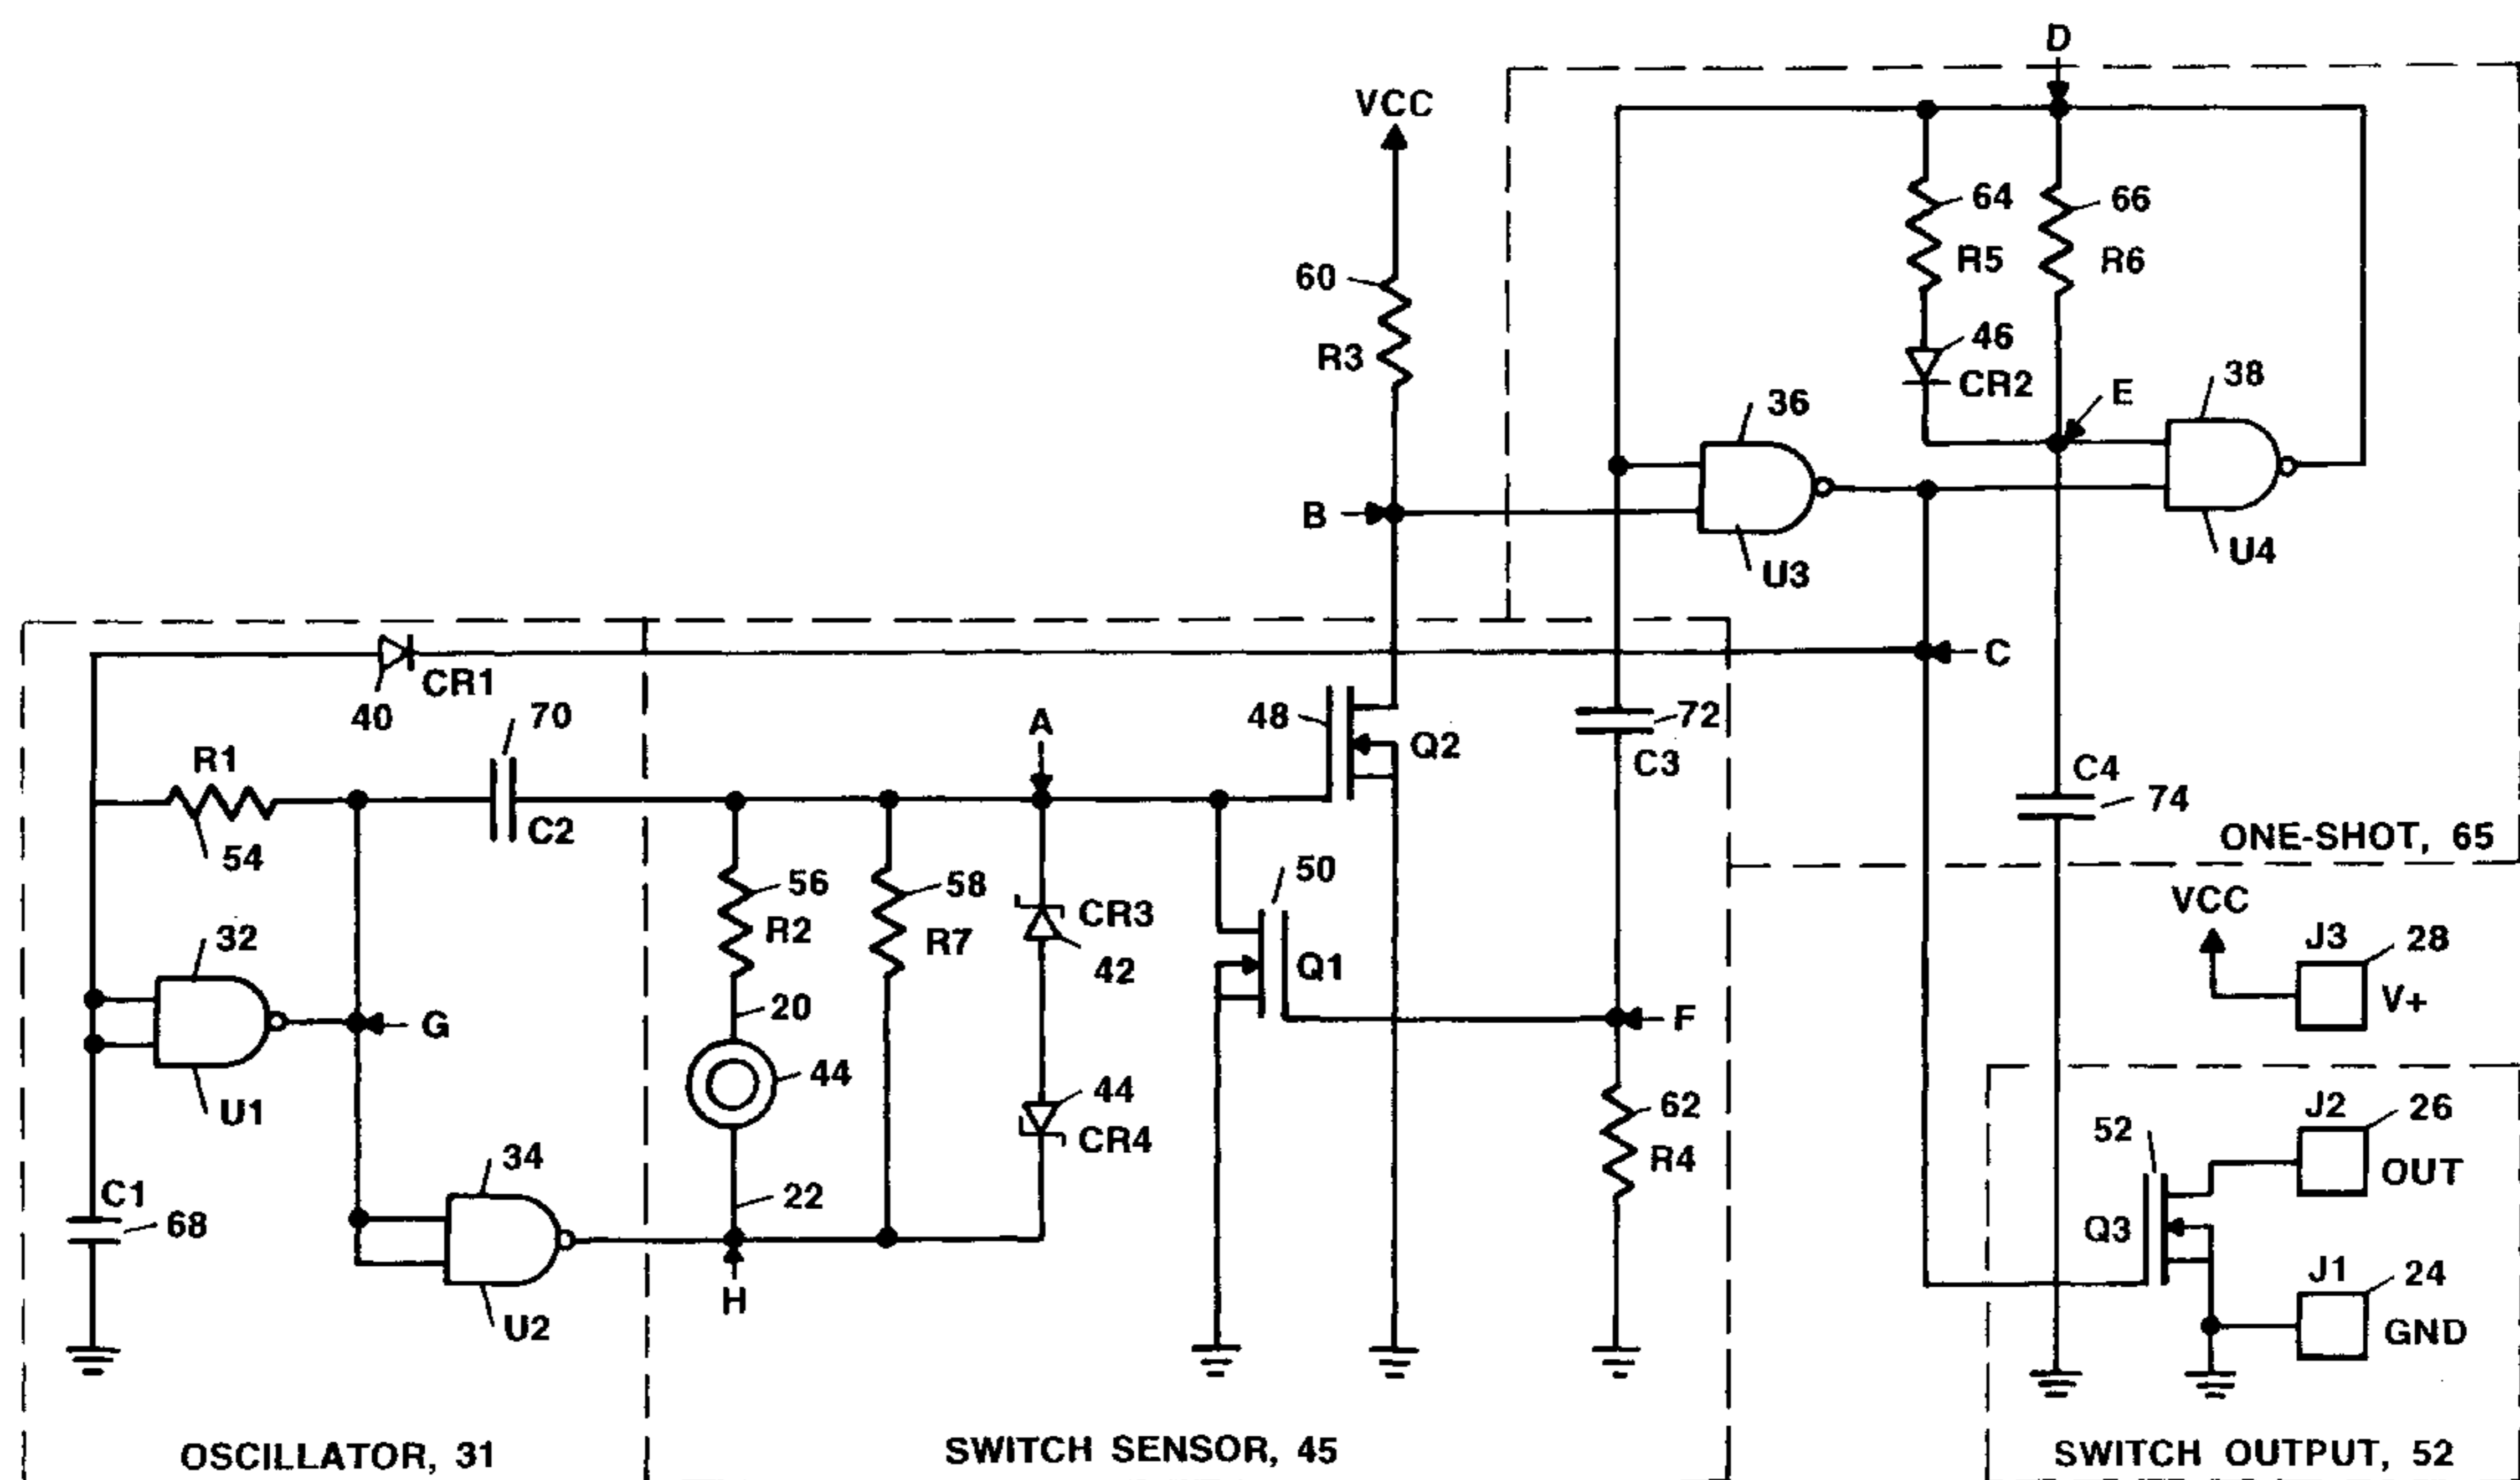 D
VCC
64
66
60
R5
R6
R3
46
CR2
38
E
36
B
U4
U3
CR1
C
70
40
A
48
72
Q2
R1
C3
C4
C2
74
54
ONE-SHOT, 65
50
56
58
VCC
R2
CR3
32
R7
J3
28
42
Q1
V+
20
G
F
44
44
62
J2
26
U1
CR4
52
34
R4
OUT
C1
22
68
Q3
J1
24
H
U2
GND
OSCILLATOR, 31
SWITCH SENSOR, 45
SWITCH OUTPUT, 52